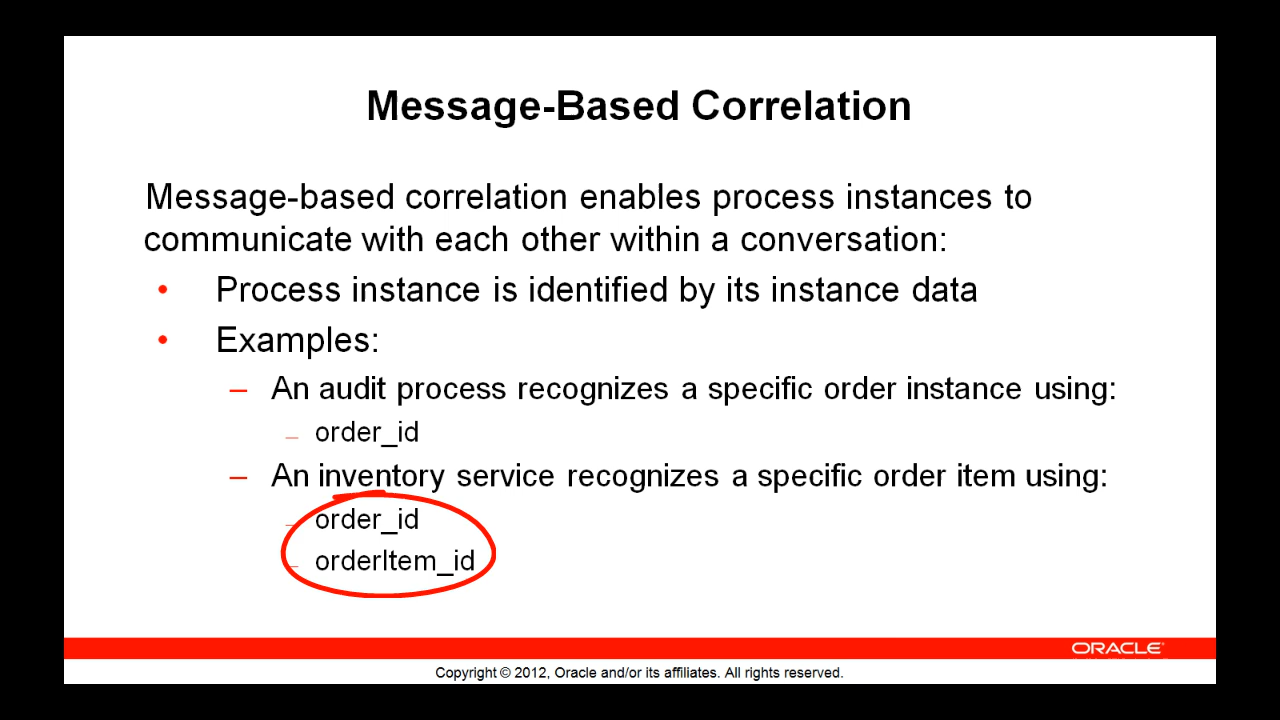 Message-Based Correlation
Message-based correlation enables process instances to
communicate with each other within a conversation:
• Process instance is identified by its instance data
• Examples:
– An audit process recognizes a specific order instance using:
– order_id
– An inventory service recognizes a specific order item using:
– order_id
– orderItem_id
ORACLE
Copyright © 2012, Oracle and/or its affiliates. All rights reserved.